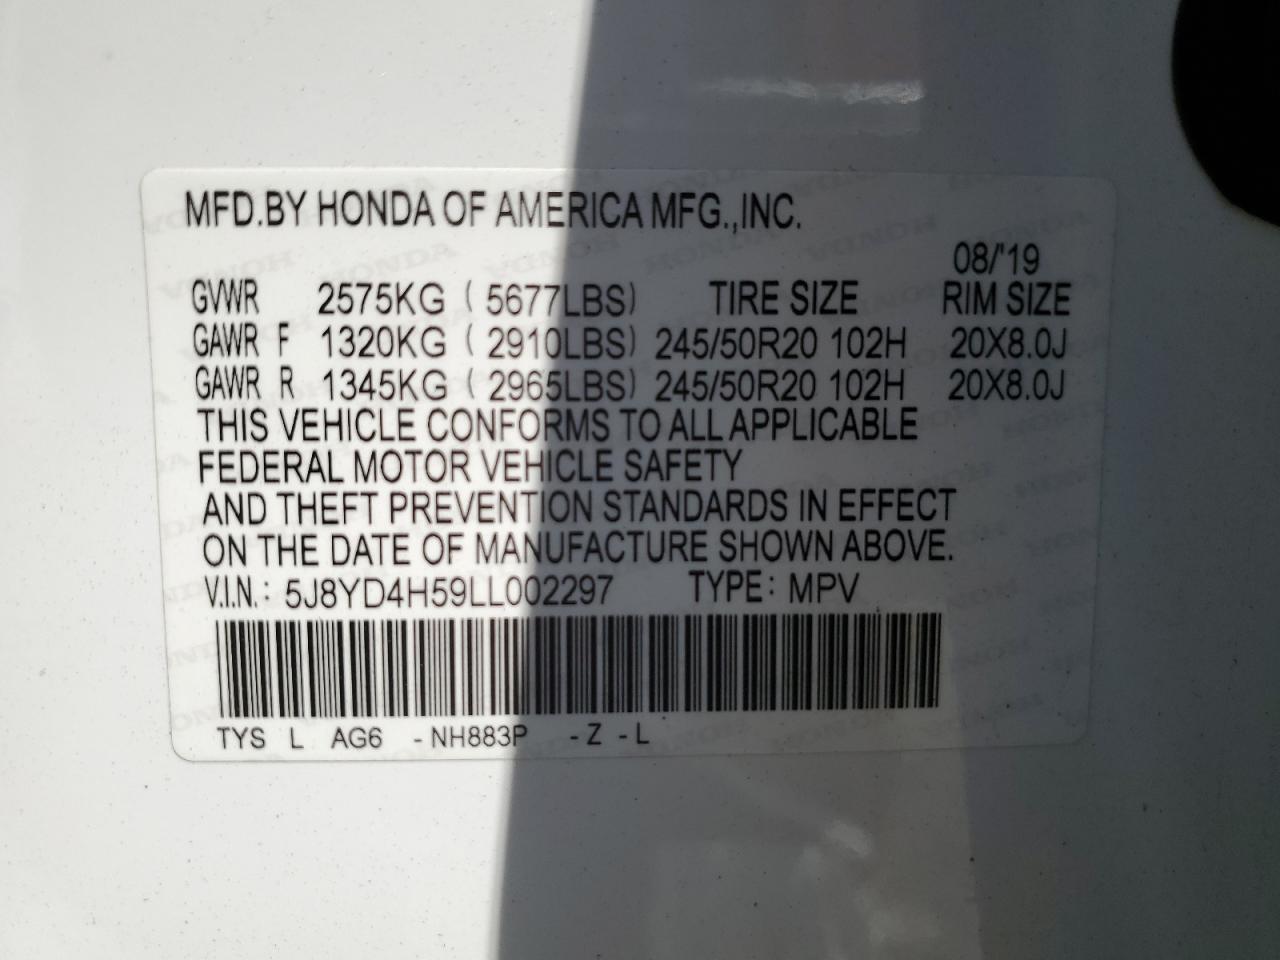 MFD.BY HONDA OF AMERICA MFG.,INC.
08/'19
GVWR 2575KG ( 5677LBS) TIRE SIZE RIM SIZE
GAWR F 1320KG ( 2910LBS) 245/50R20 102H 20X8.0J
GAWR R 1345KG ( 2965LBS) 245/50R20 102H 20X8.0J
THIS VEHICLE CONFORMS TO ALL APPLICABLE
FEDERAL MOTOR VEHICLE SAFETY
AND THEFT PREVENTION STANDARDS IN EFFECT
ON THE DATE OF MANUFACTURE SHOWN ABOVE.
V.I.N.: 5J8YD4H59LL002297 TYPE: MPV
TYS L AG6 -NH883P -Z -L